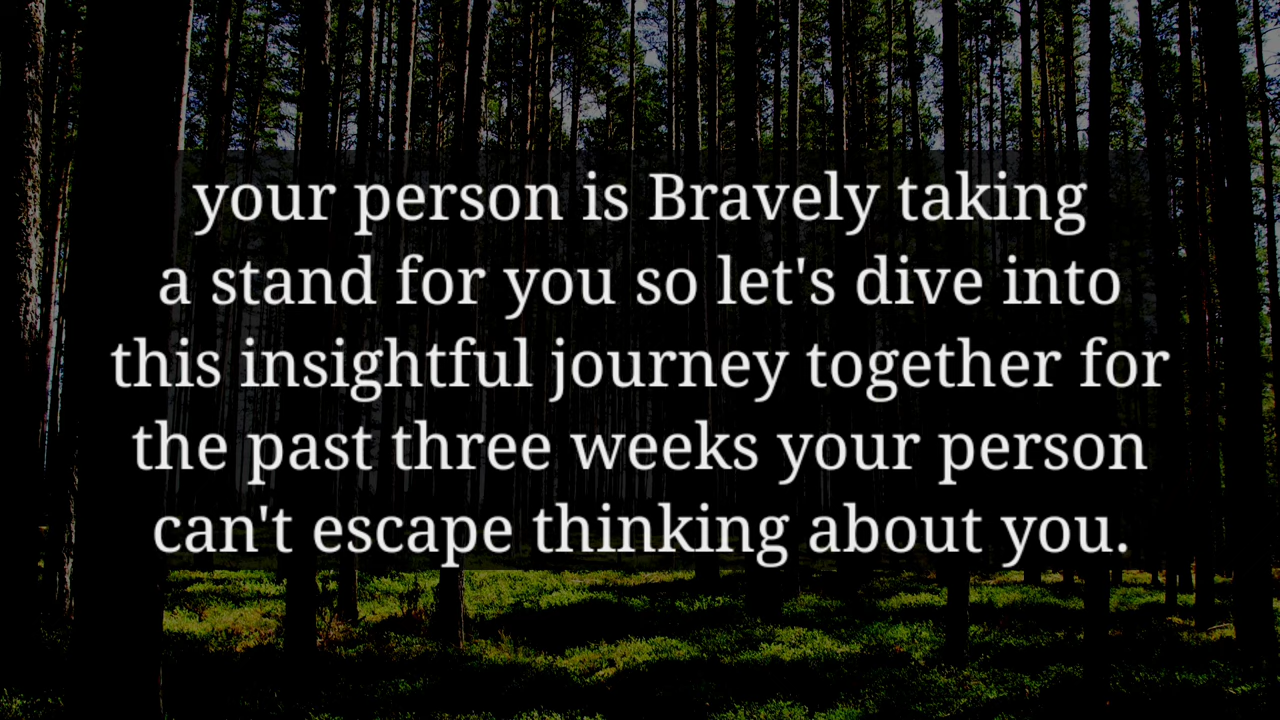 your person is Bravely taking
a stand for you so let's dive into
this insightful journey together for
the past three weeks your person
can't escape thinking about you.